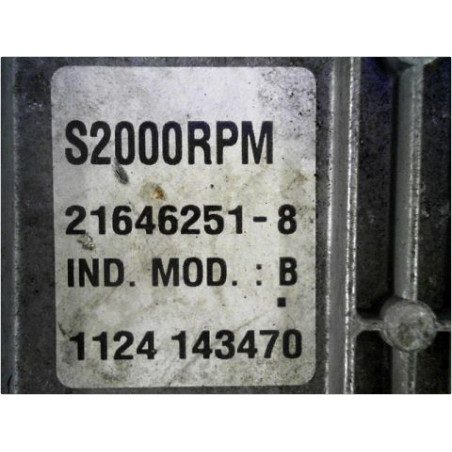 S2000RPM
21646251-8
IND. MOD. : B
1124 143470